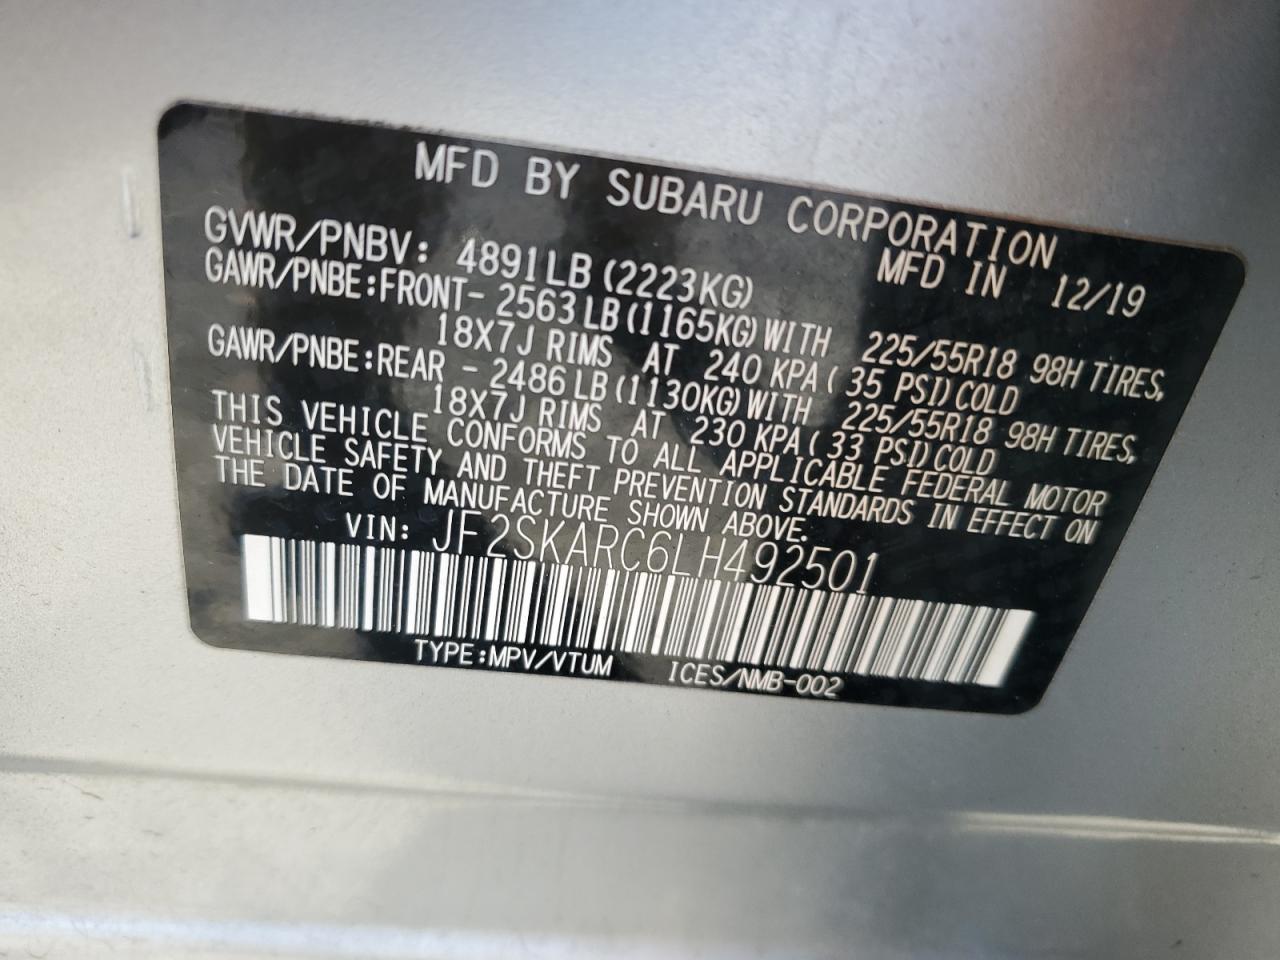 MFD BY SUBARU CORPORATION
GVWR/PNBV: 4891LB (2223KG) MFD IN 12/19
GAWR/PNBE:FRONT- 2563LB(1165KG)WITH 225/55R18 98H TIRES,
18X7J RIMS AT 240 KPA( 35 PSI)COLD
GAWR/PNBE:REAR - 2486LB(1130KG)WITH 225/55R18 98H TIRES,
18X7J RIMS AT 230 KPA( 33 PSI)COLD
THIS VEHICLE CONFORMS TO ALL APPLICABLE FEDERAL MOTOR
VEHICLE SAFETY AND THEFT PREVENTION STANDARDS IN EFFECT ON
THE DATE OF MANUFACTURE SHOWN ABOVE.
VIN: JF2SKARC6LH492501
TYPE:MPV/VTUM ICES/NMB-002